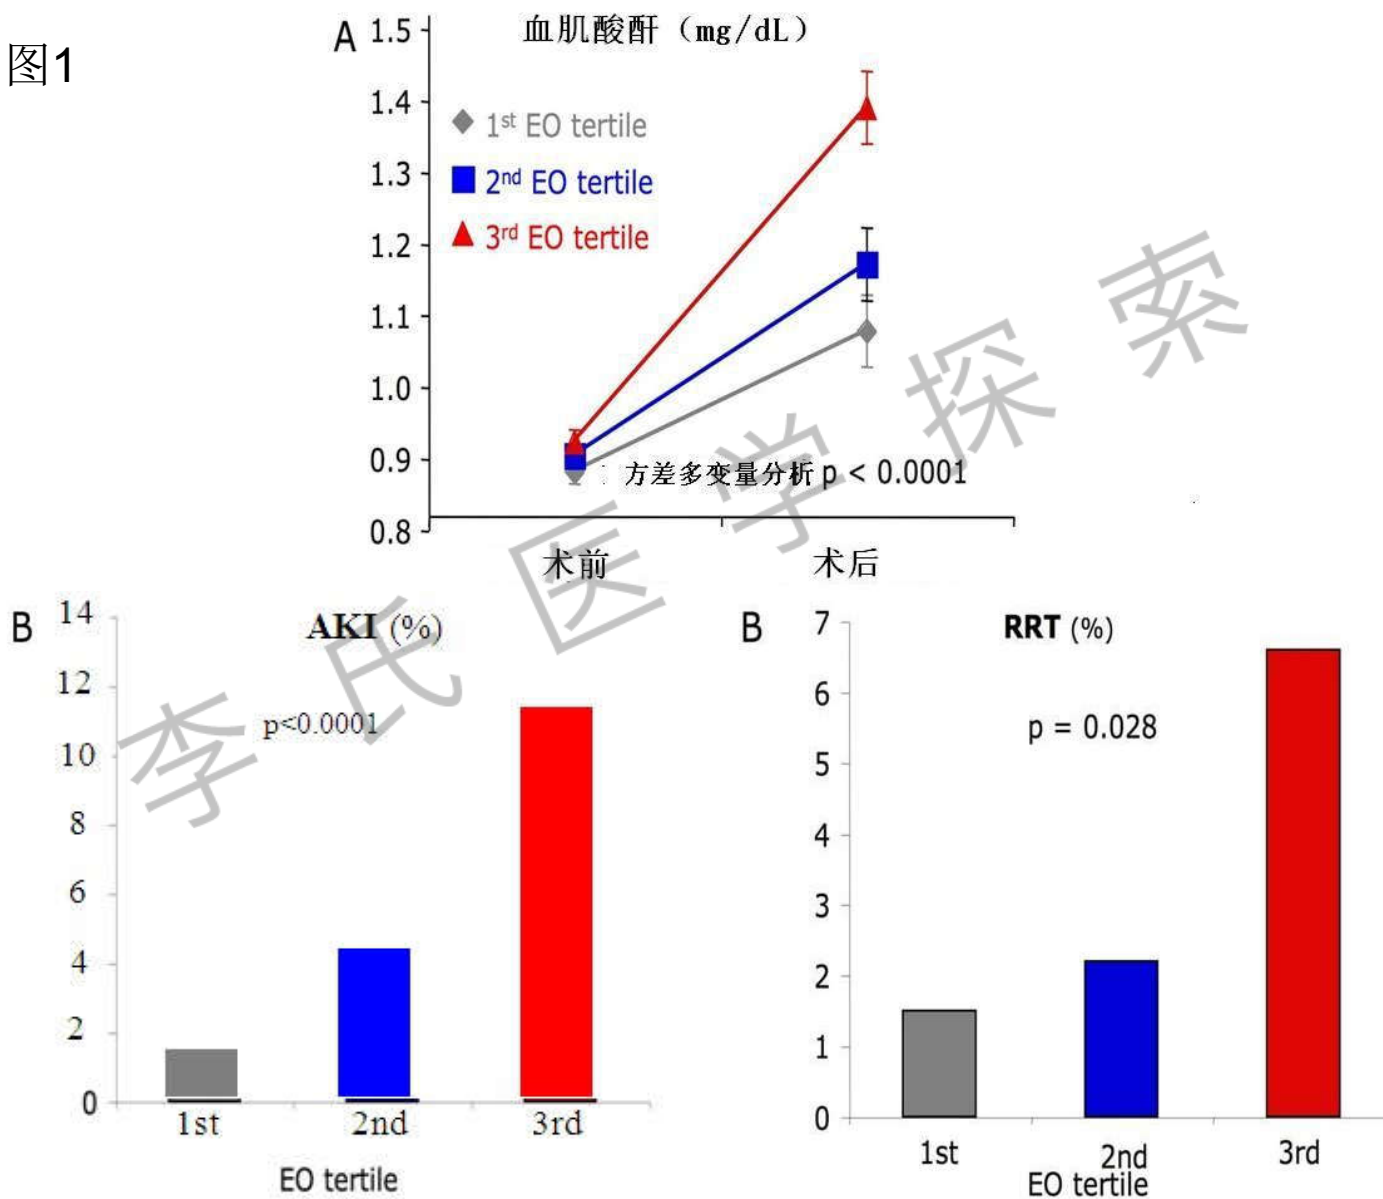 图1
A
血肌酸酐（mg/dL）
1.5
1.4
1.3
1.2
1.1
1.0
0.9
0.8
1st EO tertile
2nd EO tertile
3rd EO tertile
方差多变量分析 p < 0.0001
术前
术后
李氏医学探索
B
AKI (%)
14
12
10
8
6
4
2
0
p<0.0001
1st
2nd
3rd
EO tertile
B
RRT (%)
7
6
5
4
3
2
1
0
p = 0.028
1st
2nd
3rd
EO tertile